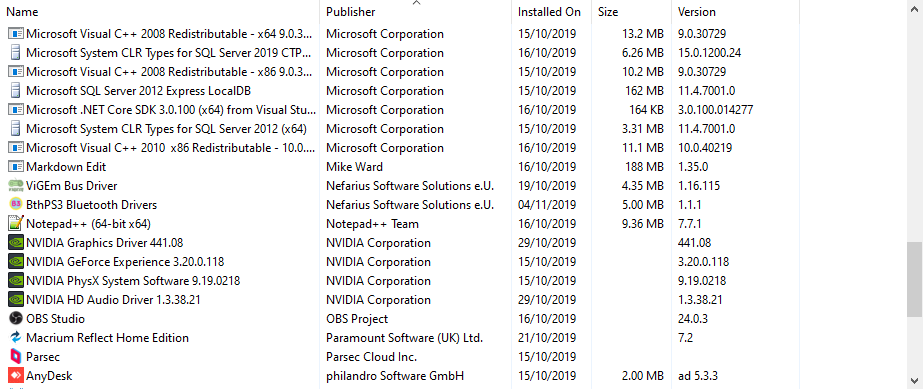 Name Publisher Installed On Size Version
Microsoft Visual C++ 2008 Redistributable - x64 9.0.3... Microsoft Corporation 15/10/2019 13.2 MB 9.0.30729
Microsoft System CLR Types for SQL Server 2019 CTP... Microsoft Corporation 16/10/2019 6.26 MB 15.0.1200.24
Microsoft Visual C++ 2008 Redistributable - x86 9.0.3... Microsoft Corporation 15/10/2019 10.2 MB 9.0.30729
Microsoft SQL Server 2012 Express LocalDB Microsoft Corporation 15/10/2019 162 MB 11.4.7001.0
Microsoft .NET Core SDK 3.0.100 (x64) from Visual Stu... Microsoft Corporation 16/10/2019 164 KB 3.0.100.014277
Microsoft System CLR Types for SQL Server 2012 (x64) Microsoft Corporation 15/10/2019 3.31 MB 11.4.7001.0
Microsoft Visual C++ 2010 x86 Redistributable - 10.0.... Microsoft Corporation 16/10/2019 11.1 MB 10.0.40219
Markdown Edit Mike Ward 16/10/2019 188 MB 1.35.0
ViGEm Bus Driver Nefarius Software Solutions e.U. 19/10/2019 4.35 MB 1.16.115
BthPS3 Bluetooth Drivers Nefarius Software Solutions e.U. 04/11/2019 5.00 MB 1.1.1
Notepad++ (64-bit x64) Notepad++ Team 16/10/2019 9.36 MB 7.7.1
NVIDIA Graphics Driver 441.08 NVIDIA Corporation 29/10/2019 441.08
NVIDIA GeForce Experience 3.20.0.118 NVIDIA Corporation 15/10/2019 3.20.0.118
NVIDIA PhysX System Software 9.19.0218 NVIDIA Corporation 15/10/2019 9.19.0218
NVIDIA HD Audio Driver 1.3.38.21 NVIDIA Corporation 29/10/2019 1.3.38.21
OBS Studio OBS Project 16/10/2019 24.0.3
Macrium Reflect Home Edition Paramount Software (UK) Ltd. 21/10/2019 7.2
Parsec Parsec Cloud Inc. 15/10/2019
AnyDesk philandro Software GmbH 15/10/2019 2.00 MB ad 5.3.3